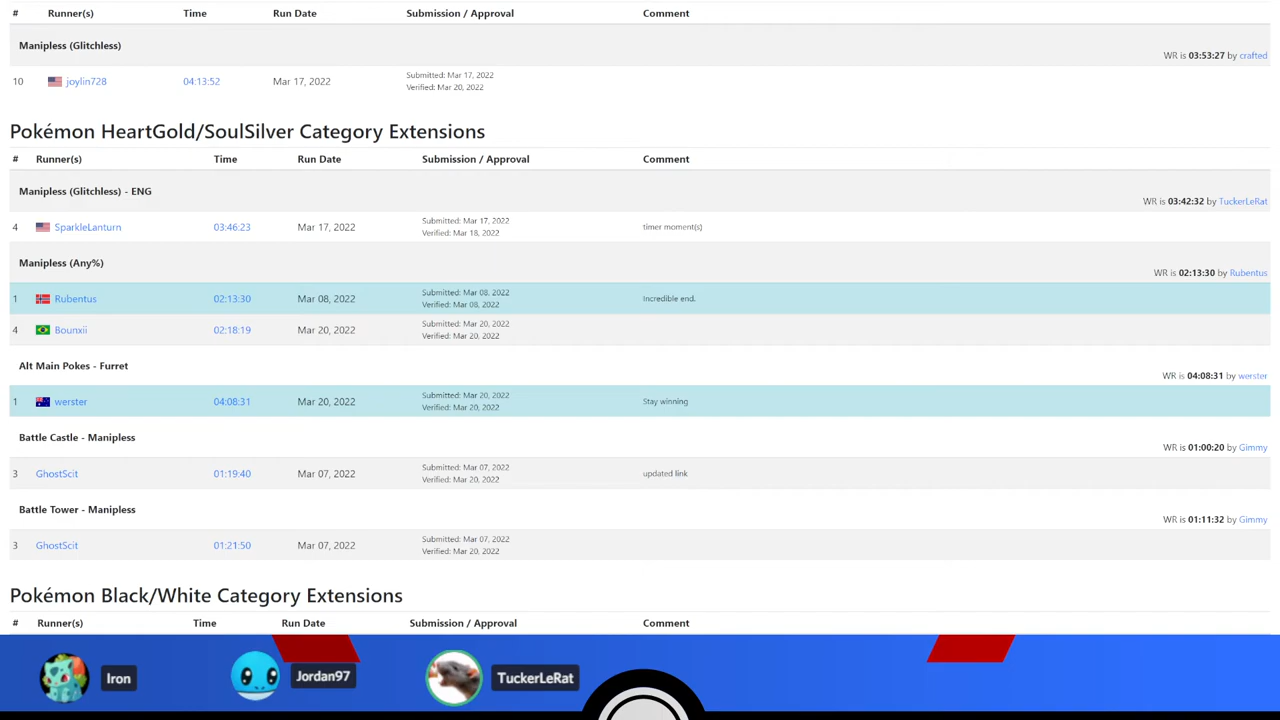 # Runner(s) Time Run Date Submission / Approval Comment
Manipless (Glitchless)
WR is 03:53:27 by crafted
10 joylin728 04:13:52 Mar 17, 2022 Submitted: Mar 17, 2022
Verified: Mar 20, 2022
Pokémon HeartGold/SoulSilver Category Extensions
# Runner(s) Time Run Date Submission / Approval Comment
Manipless (Glitchless) - ENG
WR is 03:42:32 by TuckerLeRat
4 SparkleLanturn 03:46:23 Mar 17, 2022 Submitted: Mar 17, 2022 timer moment(s)
Verified: Mar 18, 2022
Manipless (Any%)
WR is 02:13:30 by Rubentus
1 Rubentus 02:13:30 Mar 08, 2022 Submitted: Mar 08, 2022 Incredible end.
Verified: Mar 08, 2022
4 Bounxii 02:18:19 Mar 20, 2022 Submitted: Mar 20, 2022
Verified: Mar 20, 2022
Alt Main Pokes - Furret
WR is 04:08:31 by werster
1 werster 04:08:31 Mar 20, 2022 Submitted: Mar 20, 2022 Stay winning
Verified: Mar 20, 2022
Battle Castle - Manipless
WR is 01:00:20 by Gimmy
3 GhostScit 01:19:40 Mar 07, 2022 Submitted: Mar 07, 2022 updated link
Verified: Mar 20, 2022
Battle Tower - Manipless
WR is 01:11:32 by Gimmy
3 GhostScit 01:21:50 Mar 07, 2022 Submitted: Mar 07, 2022
Verified: Mar 20, 2022
Pokémon Black/White Category Extensions
# Runner(s) Time Run Date Submission / Approval Comment
Iron Jordan97 TuckerLeRat